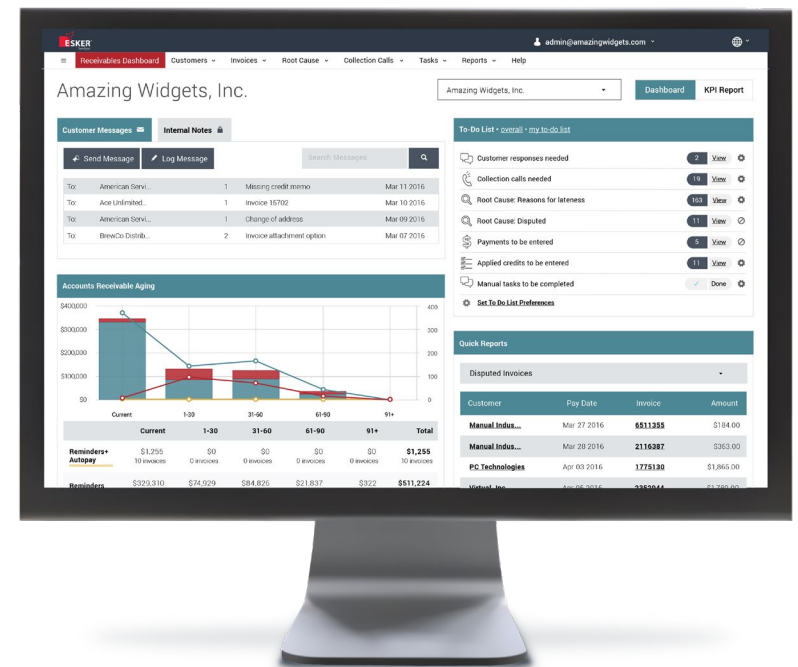 ESKER
admin@amazingwidgets.com
Receivables Dashboard Customers Invoices Root Cause Collection Calls Tasks Reports Help
Amazing Widgets, Inc.
Amazing Widgets, Inc.
Dashboard KPI Report
Customer Messages Internal Notes
Send Message Log Message Search Messages
To: American Servi... 1 Missing credit memo Mar 11 2016
To: Ace Unlimited.. 1 Invoice 15702 Mar 10 2016
To: American Servi... 1 Change of address Mar 09 2016
To: BrewCo Distrib... 2 Invoice attachment option Mar 07 2016
To-Do List • overall • my to-do list
Customer responses needed 2 View
Collection calls needed 19 View
Root Cause: Reasons for lateness 163 View
Root Cause: Disputed 11 View
Payments to be entered 5 View
Applied credits to be entered 11 View
Manual tasks to be completed ✓ Done
Set To Do List Preferences
Accounts Receivable Aging
$400,000 400
$300,000 300
$200,000 200
$100,000 100
$0 0
Current 1-30 31-60 61-90 91+
Current 1-30 31-60 61-90 91+ Total
Reminders+ $1,255 $0 $0 $0 $0 $1,255
Autopay 10 invoices 0 invoices 0 invoices 0 invoices 0 invoices 10 invoices
Reminders $329,310 $74,929 $84,826 $21,837 $322 $511,224
Quick Reports
Disputed Invoices
Customer Pay Date Invoice Amount
Manual Indus... Mar 27 2016 6511355 $184.00
Manual Indus... Mar 28 2016 2116387 $363.00
PC Technologies Apr 03 2016 1775130 $1,865.00
Virtual, Inc. Apr 05 2016 2352044 $1,780.00